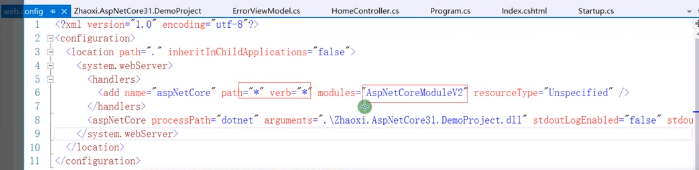 web.config Zhaoxi.AspNetCore31.DemoProject ErrorViewModel.cs HomeController.cs Program.cs Index.cshtml Startup.cs
1 <?xml version="1.0" encoding="utf-8"?>
2 <configuration>
3 <location path="." inheritInChildApplications="false">
4 <system.webServer>
5 <handlers>
6 <add name="aspNetCore" path="*" verb="*" modules="AspNetCoreModuleV2" resourceType="Unspecified" />
7 </handlers>
8 <aspNetCore processPath="dotnet" arguments=".\Zhaoxi.AspNetCore31.DemoProject.dll" stdoutLogEnabled="false" stdou
9 </system.webServer>
10 </location>
11 </configuration>